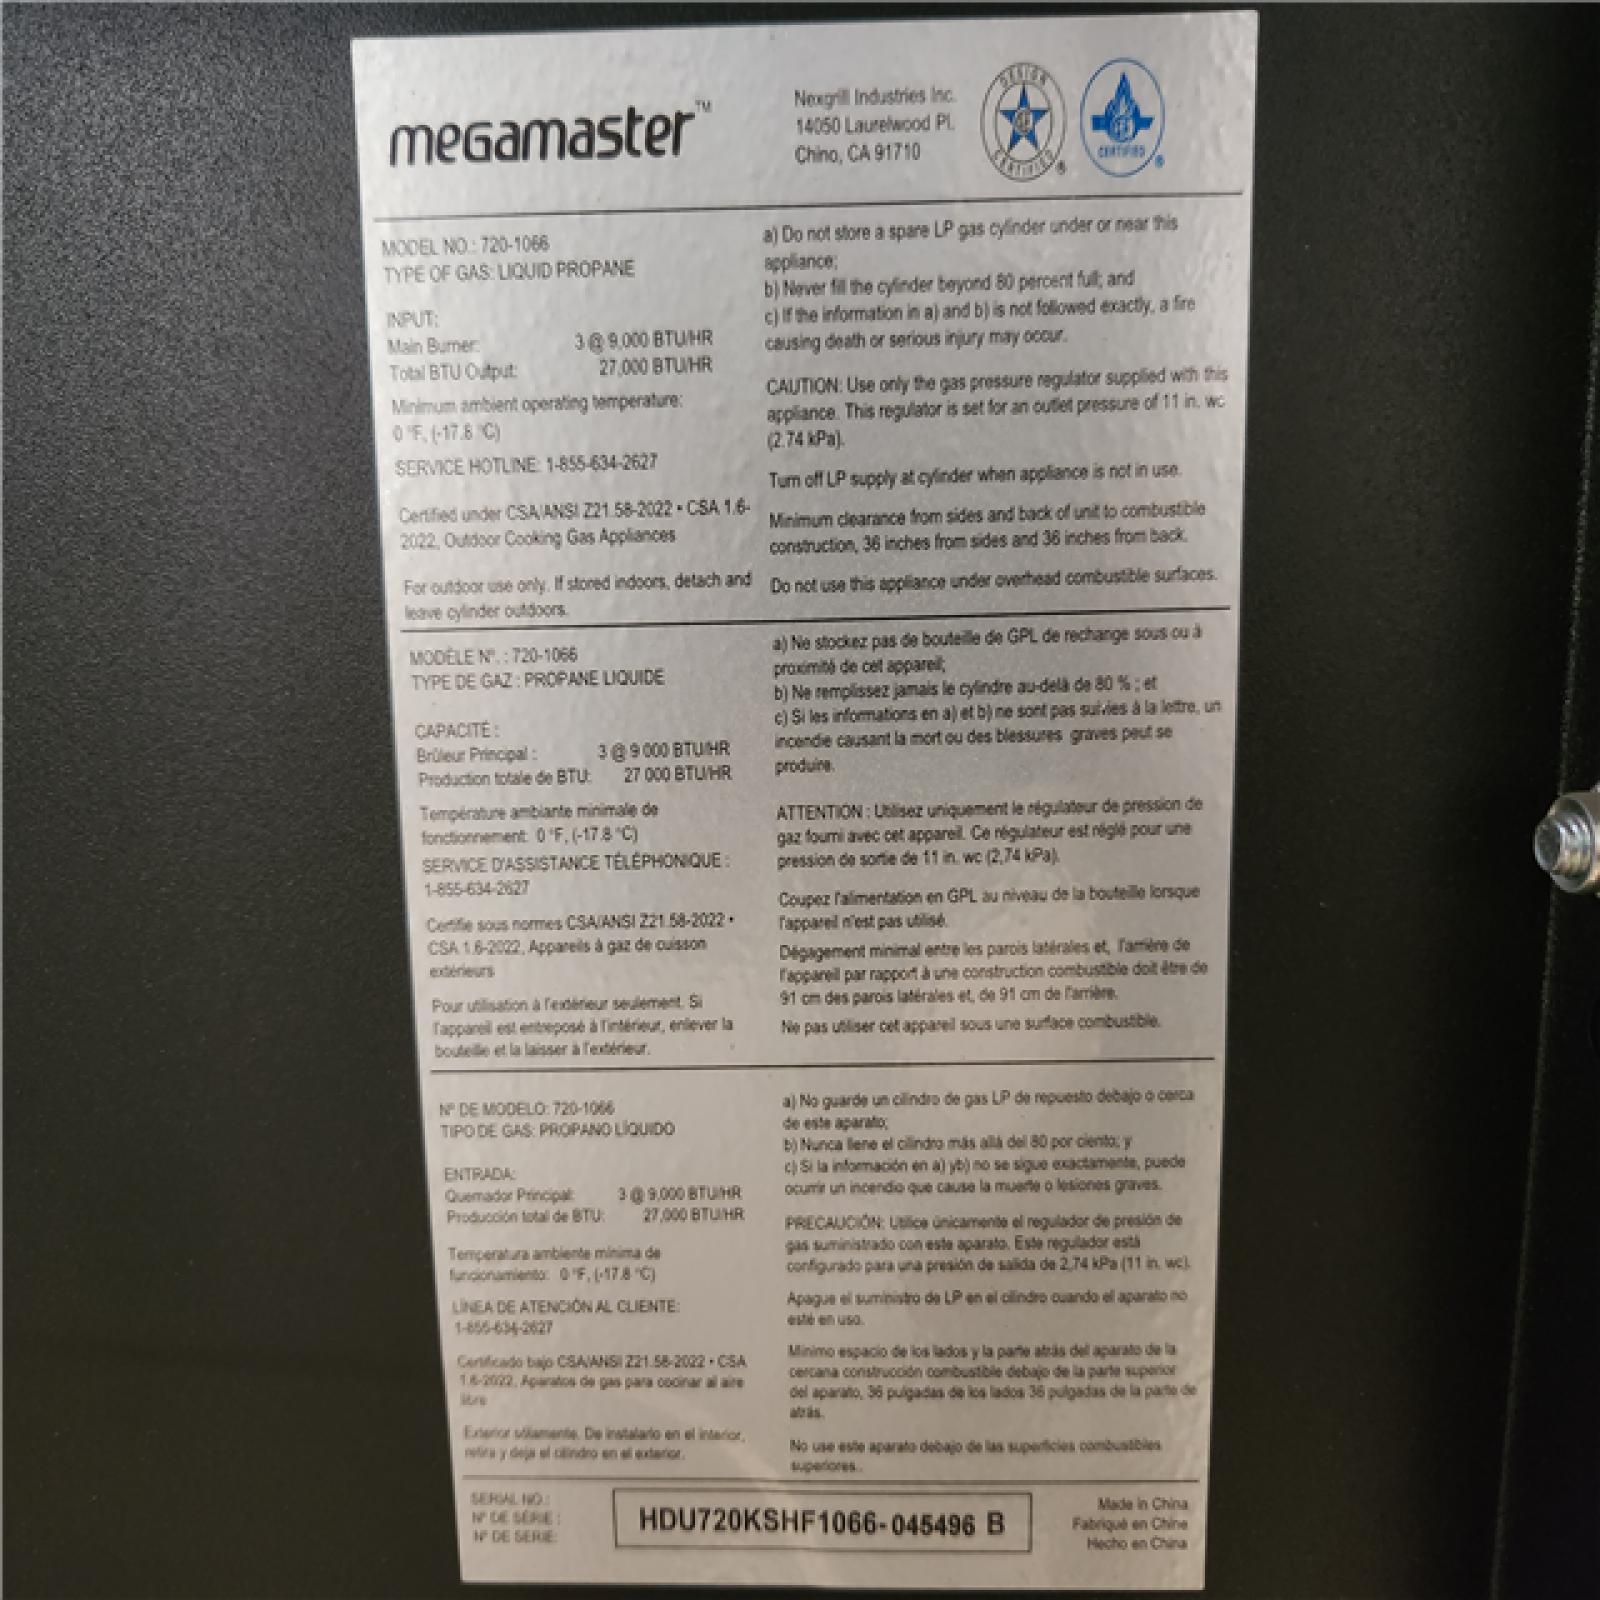 megamaster™
Nexgrill Industries Inc.
14050 Laurelwood Pl.
Chino, CA 91710
DESIGN
CERTIFIED
®
CERTIFIED
®
MODEL NO.: 720-1066
TYPE OF GAS: LIQUID PROPANE
INPUT:
Main Burner: 3 @ 9,000 BTU/HR
Total BTU Output: 27,000 BTU/HR
Minimum ambient operating temperature:
0 °F, (-17.8 °C)
SERVICE HOTLINE: 1-855-634-2627
Certified under CSA/ANSI Z21.58-2022 • CSA 1.6-
2022, Outdoor Cooking Gas Appliances
For outdoor use only. If stored indoors, detach and
leave cylinder outdoors.
a) Do not store a spare LP gas cylinder under or near this
appliance;
b) Never fill the cylinder beyond 80 percent full; and
c) If the information in a) and b) is not followed exactly, a fire
causing death or serious injury may occur.
CAUTION: Use only the gas pressure regulator supplied with this
appliance. This regulator is set for an outlet pressure of 11 in. wc
(2.74 kPa).
Turn off LP supply at cylinder when appliance is not in use.
Minimum clearance from sides and back of unit to combustible
construction, 36 inches from sides and 36 inches from back.
Do not use this appliance under overhead combustible surfaces.
MODÈLE N°. : 720-1066
TYPE DE GAZ : PROPANE LIQUIDE
CAPACITÉ :
Brûleur Principal : 3 @ 9 000 BTU/HR
Production totale de BTU: 27 000 BTU/HR
Température ambiante minimale de
fonctionnement: 0 °F, (-17.8 °C)
SERVICE D'ASSISTANCE TÉLÉPHONIQUE :
1-855-634-2627
Certifie sous normes CSA/ANSI Z21.58-2022 •
CSA 1.6-2022, Appareils à gaz de cuisson
extérieurs
Pour utilisation à l'extérieur seulement. Si
l'appareil est entreposé à l'intérieur, enlever la
bouteille et la laisser à l'extérieur.
a) Ne stockez pas de bouteille de GPL de rechange sous ou à
proximité de cet appareil;
b) Ne remplissez jamais le cylindre au-delà de 80 % ; et
c) Si les informations en a) et b) ne sont pas suivies à la lettre, un
incendie causant la mort ou des blessures graves peut se
produire.
ATTENTION : Utilisez uniquement le régulateur de pression de
gaz fourni avec cet appareil. Ce régulateur est réglé pour une
pression de sortie de 11 in. wc (2,74 kPa).
Coupez l'alimentation en GPL au niveau de la bouteille lorsque
l'appareil n'est pas utilisé.
Dégagement minimal entre les parois latérales et, l'arrière de
l'appareil par rapport à une construction combustible doit être de
91 cm des parois latérales et, de 91 cm de l'arrière.
Ne pas utiliser cet appareil sous une surface combustible.
N° DE MODELO: 720-1066
TIPO DE GAS: PROPANO LÍQUIDO
ENTRADA:
Quemador Principal: 3 @ 9,000 BTU/HR
Producción total de BTU: 27,000 BTU/HR
Temperatura ambiente mínima de
funcionamiento: 0 °F, (-17.8 °C)
LÍNEA DE ATENCIÓN AL CLIENTE:
1-855-634-2627
Certificado bajo CSA/ANSI Z21.58-2022 • CSA
1.6-2022, Aparatos de gas para cocinar al aire
libre
Exterior sólamente. De instalarlo en el interior,
retira y deja el cilindro en el exterior.
a) No guarde un cilindro de gas LP de repuesto debajo o cerca
de este aparato;
b) Nunca llene el cilindro más allá del 80 por ciento; y
c) Si la información en a) yb) no se sigue exactamente, puede
ocurrir un incendio que cause la muerte o lesiones graves.
PRECAUCIÓN: Utilice únicamente el regulador de presión de
gas suministrado con este aparato. Este regulador está
configurado para una presión de salida de 2,74 kPa (11 in. wc).
Apague el suministro de LP en el cilindro cuando el aparato no
esté en uso.
Mínimo espacio de los lados y la parte atrás del aparato de la
cercana construcción combustible debajo de la parte superior
del aparato, 36 pulgadas de los lados 36 pulgadas de la parte de
atrás.
No use este aparato debajo de las superficies combustibles
superiores..
SERIAL NO.:
N° DE SÉRIE :
N° DE SERIE:
HDU720KSHF1066-045496 B
Made in China
Fabriqué en Chine
Hecho en China